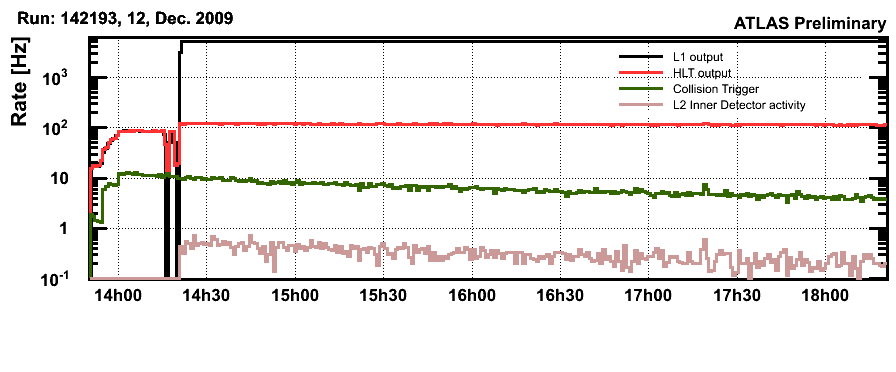 Run: 142193, 12, Dec. 2009
ATLAS Preliminary
Rate [Hz]
L1 output
HLT output
Collision Trigger
L2 Inner Detector activity
10³
10²
10
1
10⁻¹
14h00 14h30 15h00 15h30 16h00 16h30 17h00 17h30 18h00